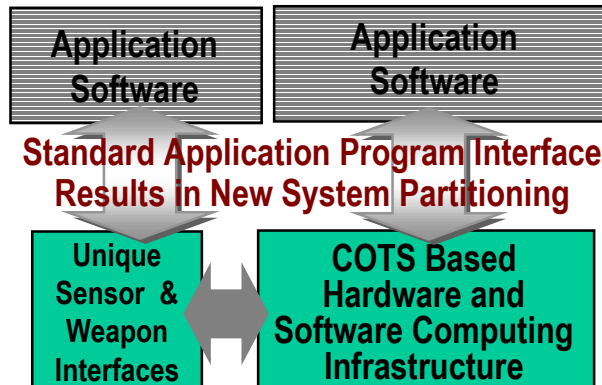 Application
Software
Application
Software
Standard Application Program Interface
Results in New System Partitioning
Unique
Sensor &
Weapon
Interfaces
COTS Based
Hardware and
Software Computing
Infrastructure